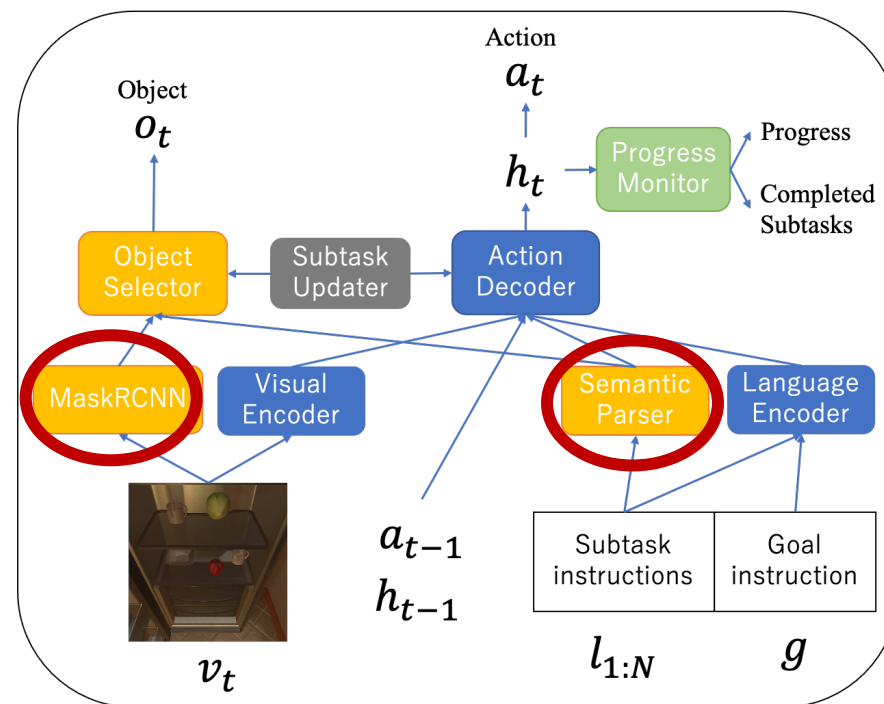 Action
a_t
Object
o_t
Progress
Progress
Monitor
h_t
Completed
Subtasks
Object
Selector
Subtask
Updater
Action
Decoder
MaskRCNN
Visual
Encoder
Semantic
Parser
Language
Encoder
a_{t-1}
h_{t-1}
Subtask
instructions
Goal
instruction
v_t
l_{1:N}
g